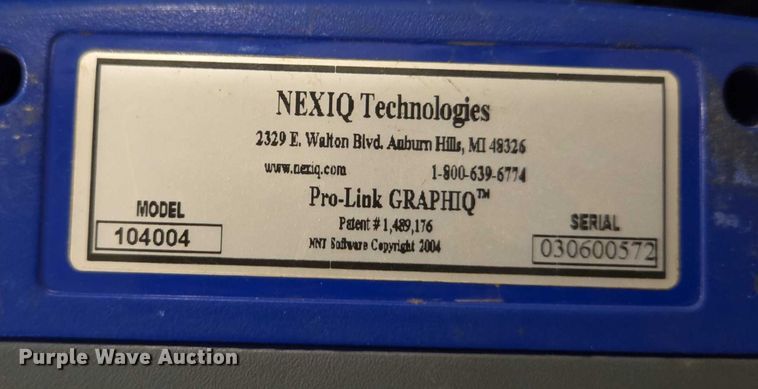 NEXIQ Technologies
2329 E. Walton Blvd. Auburn Hills, MI 48326
www.nexiq.com 1-800-639-6774
Pro-Link GRAPHIQ™
Patent # 1,489,176
NNT Software Copyright 2004
MODEL
104004
SERIAL
030600572
Purple Wave Auction